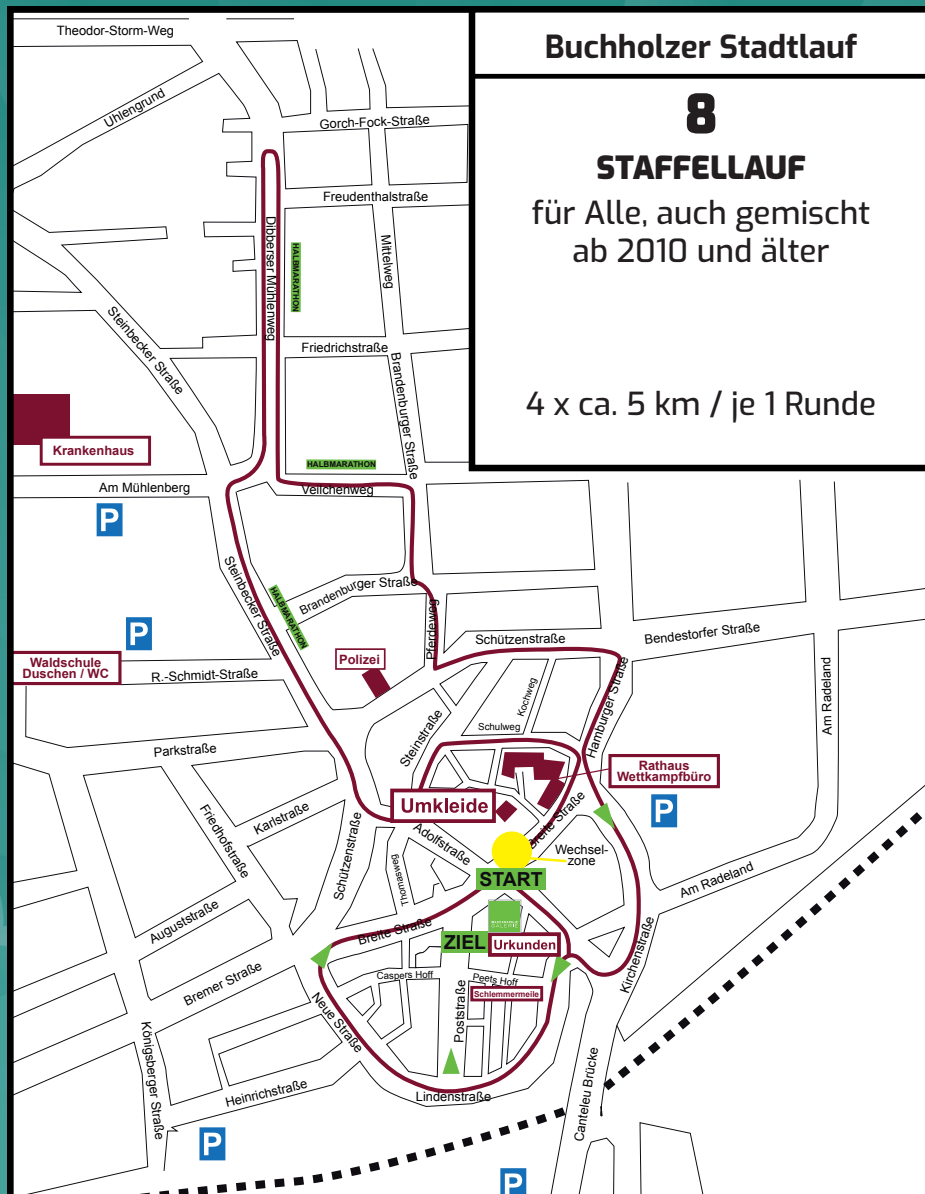 Buchholzer Stadtlauf
8
STAFFELLAUF
für Alle, auch gemischt
ab 2010 und älter
4 x ca. 5 km / je 1 Runde
Theodor-Storm-Weg
Uhlengrund
Gorch-Fock-Straße
Freudenthalstraße
Dibberser Mühlenweg
HALBMARATHON
Mittelweg
Steinbecker Straße
Friedrichstraße
Brandenburger Straße
Krankenhaus
HALBMARATHON
Am Mühlenberg
Veilchenweg
P
Steinbecker Straße
HALBMARATHON
Brandenburger Straße
P
Pferdeweg
Schützenstraße
Bendestorfer Straße
Waldschule
Duschen / WC
R.-Schmidt-Straße
Polizei
Kochweg
Hamburger Straße
Am Radeland
Steinstraße
Schulweg
Parkstraße
Rathaus
Wettkampfbüro
Umkleide
P
Friedhofstraße
Karlstraße
Schützenstraße
Adolfstraße
Breite Straße
Wechsel-
zone
Thomasweg
START
Am Radeland
Auguststraße
Breite Straße
BUCHHOLZ
GALERIE
ZIEL
Urkunden
Kirchenstraße
Bremer Straße
Caspers Hoff
Peets Hoff
Schlemmermeile
Neue Straße
Poststraße
Königsberger Straße
Heinrichstraße
Lindenstraße
Canteleu Brücke
P
P